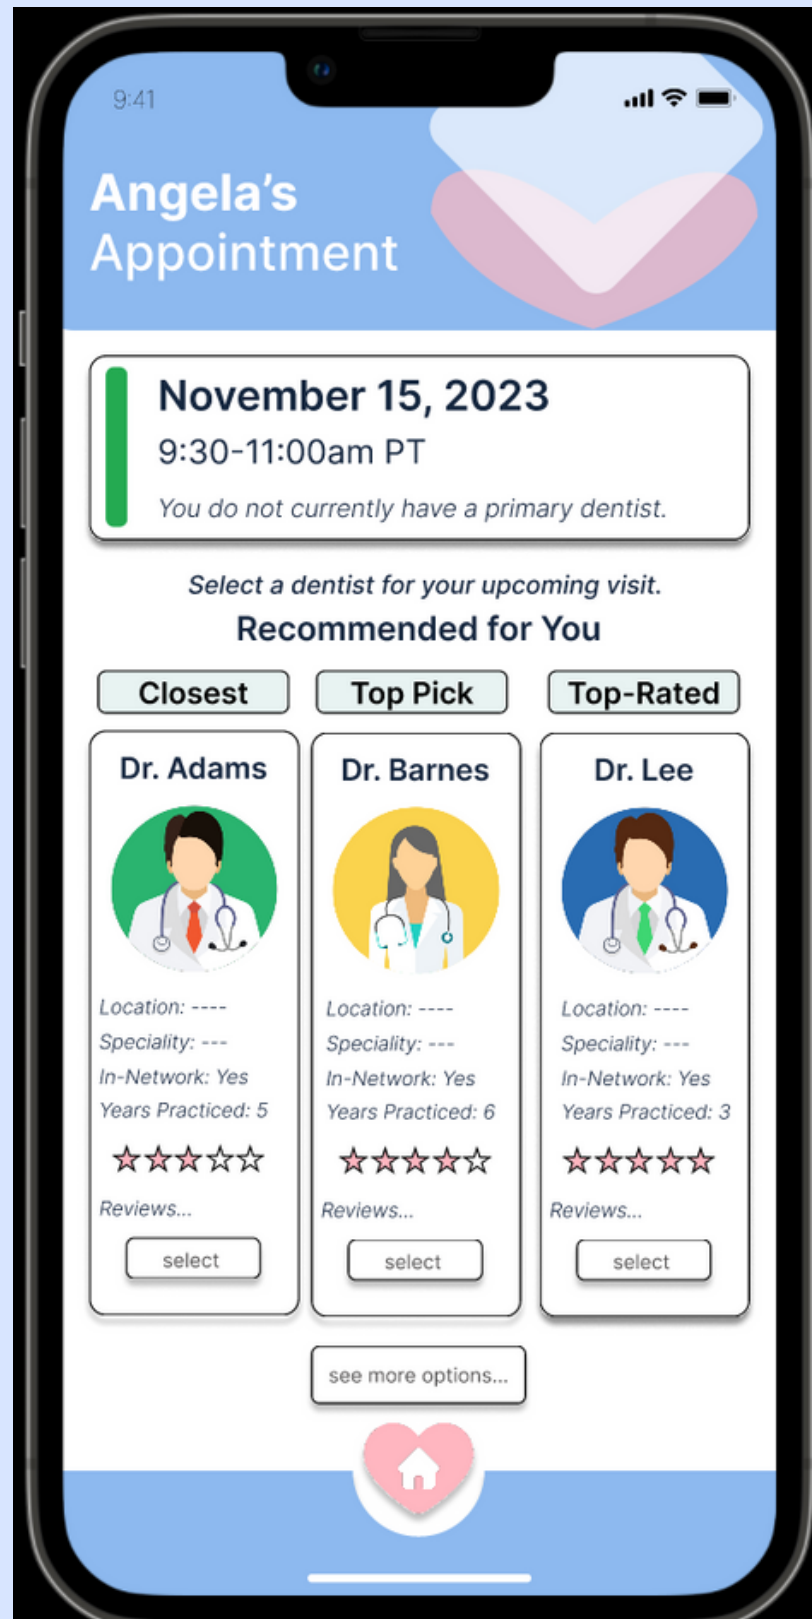 9:41
Angela's
Appointment
November 15, 2023
9:30-11:00am PT
You do not currently have a primary dentist.
Select a dentist for your upcoming visit.
Recommended for You
Closest
Top Pick
Top-Rated
Dr. Adams
Location: ----
Speciality: ---
In-Network: Yes
Years Practiced: 5
Reviews...
select
Dr. Barnes
Location: ----
Speciality: ---
In-Network: Yes
Years Practiced: 6
Reviews...
select
Dr. Lee
Location: ----
Speciality: ---
In-Network: Yes
Years Practiced: 3
Reviews...
select
see more options...